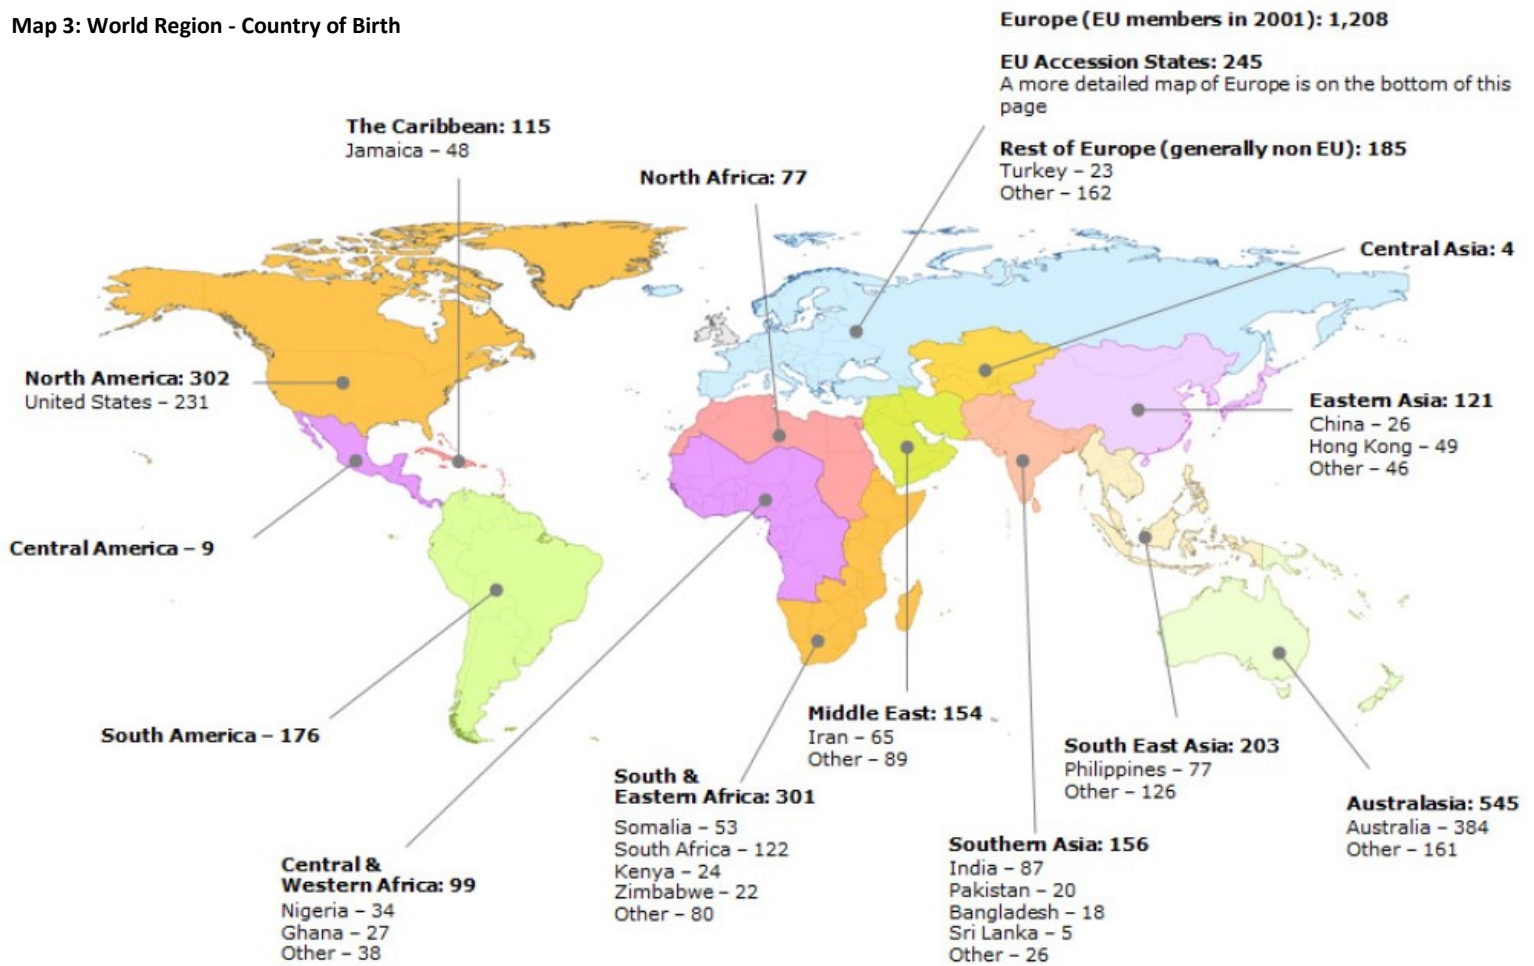 Map 3: World Region - Country of Birth
Europe (EU members in 2001): 1,208
EU Accession States: 245
A more detailed map of Europe is on the bottom of this
page
Rest of Europe (generally non EU): 185
Turkey – 23
Other – 162
The Caribbean: 115
Jamaica – 48
North Africa: 77
Central Asia: 4
North America: 302
United States – 231
Eastern Asia: 121
China – 26
Hong Kong – 49
Other – 46
Central America – 9
South America – 176
Middle East: 154
Iran – 65
Other – 89
South East Asia: 203
Philippines – 77
Other – 126
South &
Eastern Africa: 301
Somalia – 53
South Africa – 122
Kenya – 24
Zimbabwe – 22
Other – 80
Australasia: 545
Australia – 384
Other – 161
Southern Asia: 156
India – 87
Pakistan – 20
Bangladesh – 18
Sri Lanka – 5
Other – 26
Central &
Western Africa: 99
Nigeria – 34
Ghana – 27
Other – 38